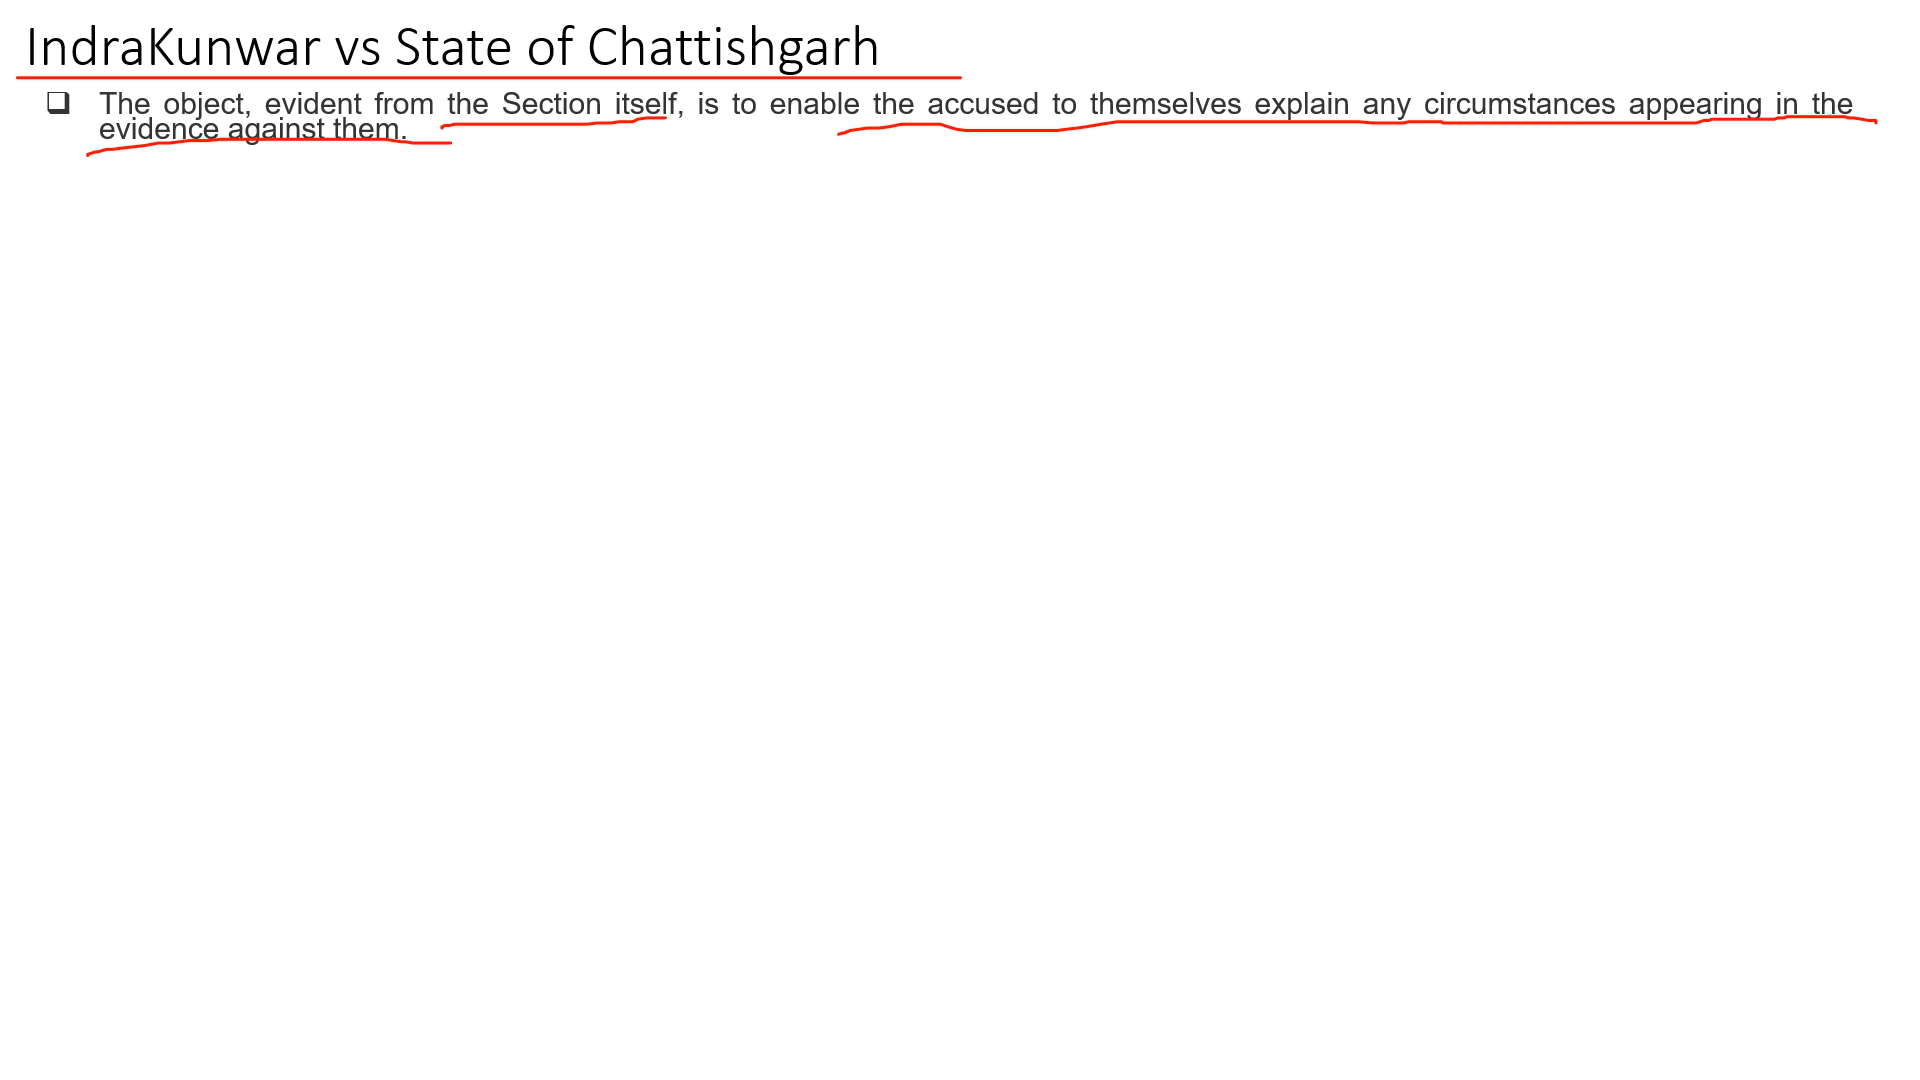 IndraKunwar vs State of Chattishgarh
The object, evident from the Section itself, is to enable the accused to themselves explain any circumstances appearing in the
evidence against them.